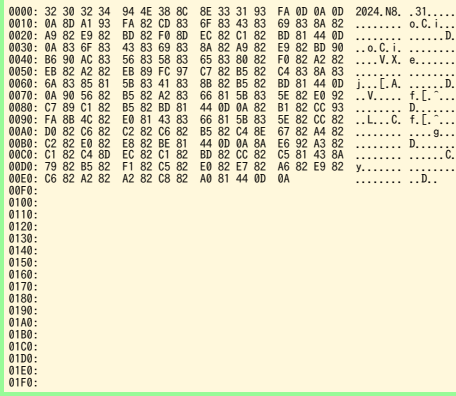 0000: 32 30 32 34 94 4E 38 8C 8E 33 31 93 FA 0D 0A 0D 2024.N8. .31.....
0010: 0A 8D A1 93 FA 82 CD 83 6F 83 43 83 69 83 8A 82 ........ o.C.i...
0020: A9 82 E9 82 BD 82 F0 8D EC 82 C1 82 BD 81 44 0D ........ ......D.
0030: 0A 83 6F 83 43 83 69 83 8A 82 A9 82 E9 82 BD 90 ..o.C.i. ........
0040: B6 90 AC 83 56 83 58 83 65 83 80 82 F0 82 A2 82 ....V.X. e.......
0050: EB 82 A2 82 EB 89 FC 97 C7 82 B5 82 C4 83 8A 83 ........ ........
0060: 6A 83 85 81 5B 83 41 83 8B 82 B5 82 BD 81 44 0D j...[.A. ......D.
0070: 0A 90 56 82 B5 82 A2 83 66 81 5B 83 5E 82 E0 92 ..V..... f.[.^...
0080: C7 89 C1 82 B5 82 BD 81 44 0D 0A 82 B1 82 CC 93 ........ D.......
0090: FA 8B 4C 82 E0 81 43 83 66 81 5B 83 5E 82 CC 82 ..L...C. f.[.^...
00A0: D0 82 C6 82 C2 82 C6 82 B5 82 C4 8E 67 82 A4 82 ........ ....g...
00B0: C2 82 E0 82 E8 82 BE 81 44 0D 0A 8A E6 92 A3 82 ........ D.......
00C0: C1 82 C4 8D EC 82 C1 82 BD 82 CC 82 C5 81 43 8A ........ ......C.
00D0: 79 82 B5 82 F1 82 C5 82 E0 82 E7 82 A6 82 E9 82 y....... ........
00E0: C6 82 A2 82 A2 82 C8 82 A0 81 44 0D 0A ........ ..D..
00F0:
0100:
0110:
0120:
0130:
0140:
0150:
0160:
0170:
0180:
0190:
01A0:
01B0:
01C0:
01D0:
01E0:
01F0: